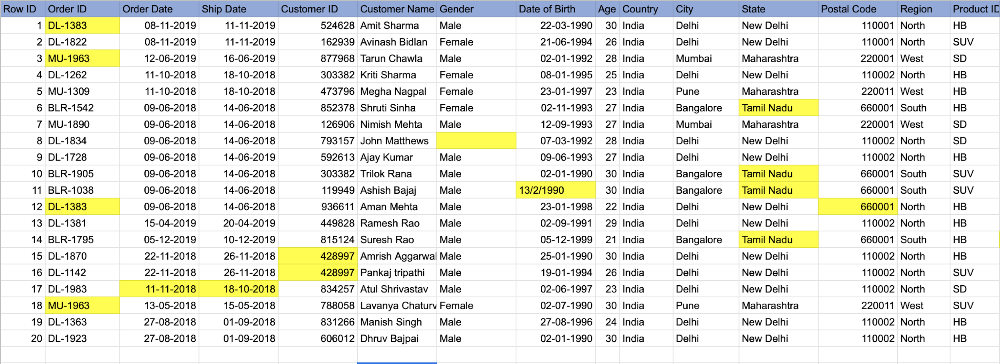 Row ID Order ID Order Date Ship Date Customer ID Customer Name Gender Date of Birth Age Country City State Postal Code Region Product ID
1 DL-1383 08-11-2019 11-11-2019 524628 Amit Sharma Male 22-03-1990 30 India Delhi New Delhi 110001 North HB
2 DL-1822 08-11-2019 11-11-2019 162939 Avinash Bidlan Female 21-06-1994 26 India Delhi New Delhi 110001 North SUV
3 MU-1963 12-06-2019 16-06-2019 877968 Tarun Chawla Male 02-01-1992 28 India Mumbai Maharashtra 220001 West SD
4 DL-1262 11-10-2018 18-10-2018 303382 Kriti Sharma Female 08-01-1995 25 India Delhi New Delhi 110002 North HB
5 MU-1309 11-10-2018 18-10-2018 473796 Megha Nagpal Female 23-01-1997 23 India Pune Maharashtra 220011 West HB
6 BLR-1542 09-06-2018 14-06-2018 852378 Shruti Sinha Female 02-11-1993 27 India Bangalore Tamil Nadu 660001 South HB
7 MU-1890 09-06-2018 14-06-2018 126906 Nimish Mehta Male 12-09-1993 27 India Mumbai Maharashtra 220001 West SD
8 DL-1834 09-06-2018 14-06-2018 793157 John Matthews 07-03-1992 28 India Delhi New Delhi 110002 North SD
9 DL-1728 09-06-2018 14-06-2019 592613 Ajay Kumar Male 09-06-1993 27 India Delhi New Delhi 110002 North HB
10 BLR-1905 09-06-2018 14-06-2018 303382 Trilok Rana Male 02-01-1990 30 India Bangalore Tamil Nadu 660001 South SUV
11 BLR-1038 09-06-2018 14-06-2018 119949 Ashish Bajaj Male 13/2/1990 30 India Bangalore Tamil Nadu 660001 South SUV
12 DL-1383 09-06-2018 14-06-2018 936611 Aman Mehta Male 23-01-1998 22 India Delhi New Delhi 660001 North HB
13 DL-1381 15-04-2019 20-04-2019 449828 Ramesh Rao Male 02-09-1991 29 India Delhi New Delhi 110002 North HB
14 BLR-1795 05-12-2019 10-12-2019 815124 Suresh Rao Male 05-12-1999 21 India Bangalore Tamil Nadu 660001 South HB
15 DL-1870 22-11-2018 26-11-2018 428997 Amrish Aggarwal Male 25-01-1990 30 India Delhi New Delhi 110002 North HB
16 DL-1142 22-11-2018 26-11-2018 428997 Pankaj tripathi Male 19-01-1994 26 India Delhi New Delhi 110002 North SUV
17 DL-1983 11-11-2018 18-10-2018 834257 Atul Shrivastav Male 02-06-1997 23 India Delhi New Delhi 110002 North SD
18 MU-1963 13-05-2018 15-05-2018 788058 Lavanya Chaturv Female 02-07-1990 30 India Pune Maharashtra 220011 West SUV
19 DL-1363 27-08-2018 01-09-2018 831266 Manish Singh Male 27-08-1996 24 India Delhi New Delhi 110002 North HB
20 DL-1923 27-08-2018 01-09-2018 606012 Dhruv Bajpai Male 02-01-1990 30 India Delhi New Delhi 110002 North HB